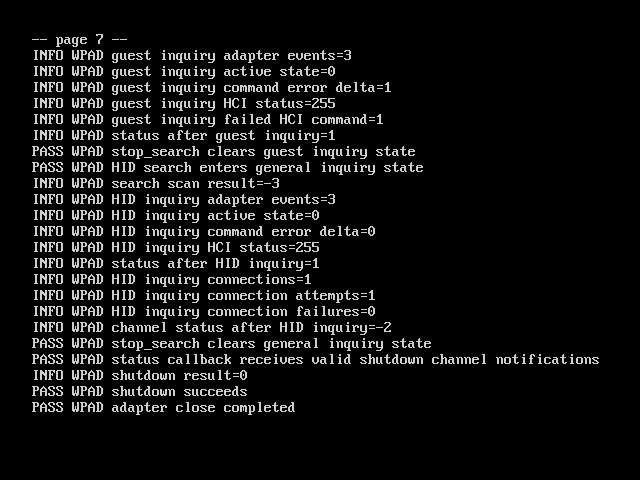 -- page 7 --
INFO WPAD guest inquiry adapter events=3
INFO WPAD guest inquiry active state=0
INFO WPAD guest inquiry command error delta=1
INFO WPAD guest inquiry HCI status=255
INFO WPAD guest inquiry failed HCI command=1
INFO WPAD status after guest inquiry=1
PASS WPAD stop_search clears guest inquiry state
PASS WPAD HID search enters general inquiry state
INFO WPAD search scan result=-3
INFO WPAD HID inquiry adapter events=3
INFO WPAD HID inquiry active state=0
INFO WPAD HID inquiry command error delta=0
INFO WPAD HID inquiry HCI status=255
INFO WPAD status after HID inquiry=1
INFO WPAD HID inquiry connections=1
INFO WPAD HID inquiry connection attempts=1
INFO WPAD HID inquiry connection failures=0
INFO WPAD channel status after HID inquiry=-2
PASS WPAD stop_search clears general inquiry state
PASS WPAD status callback receives valid shutdown channel notifications
INFO WPAD shutdown result=0
PASS WPAD shutdown succeeds
PASS WPAD adapter close completed